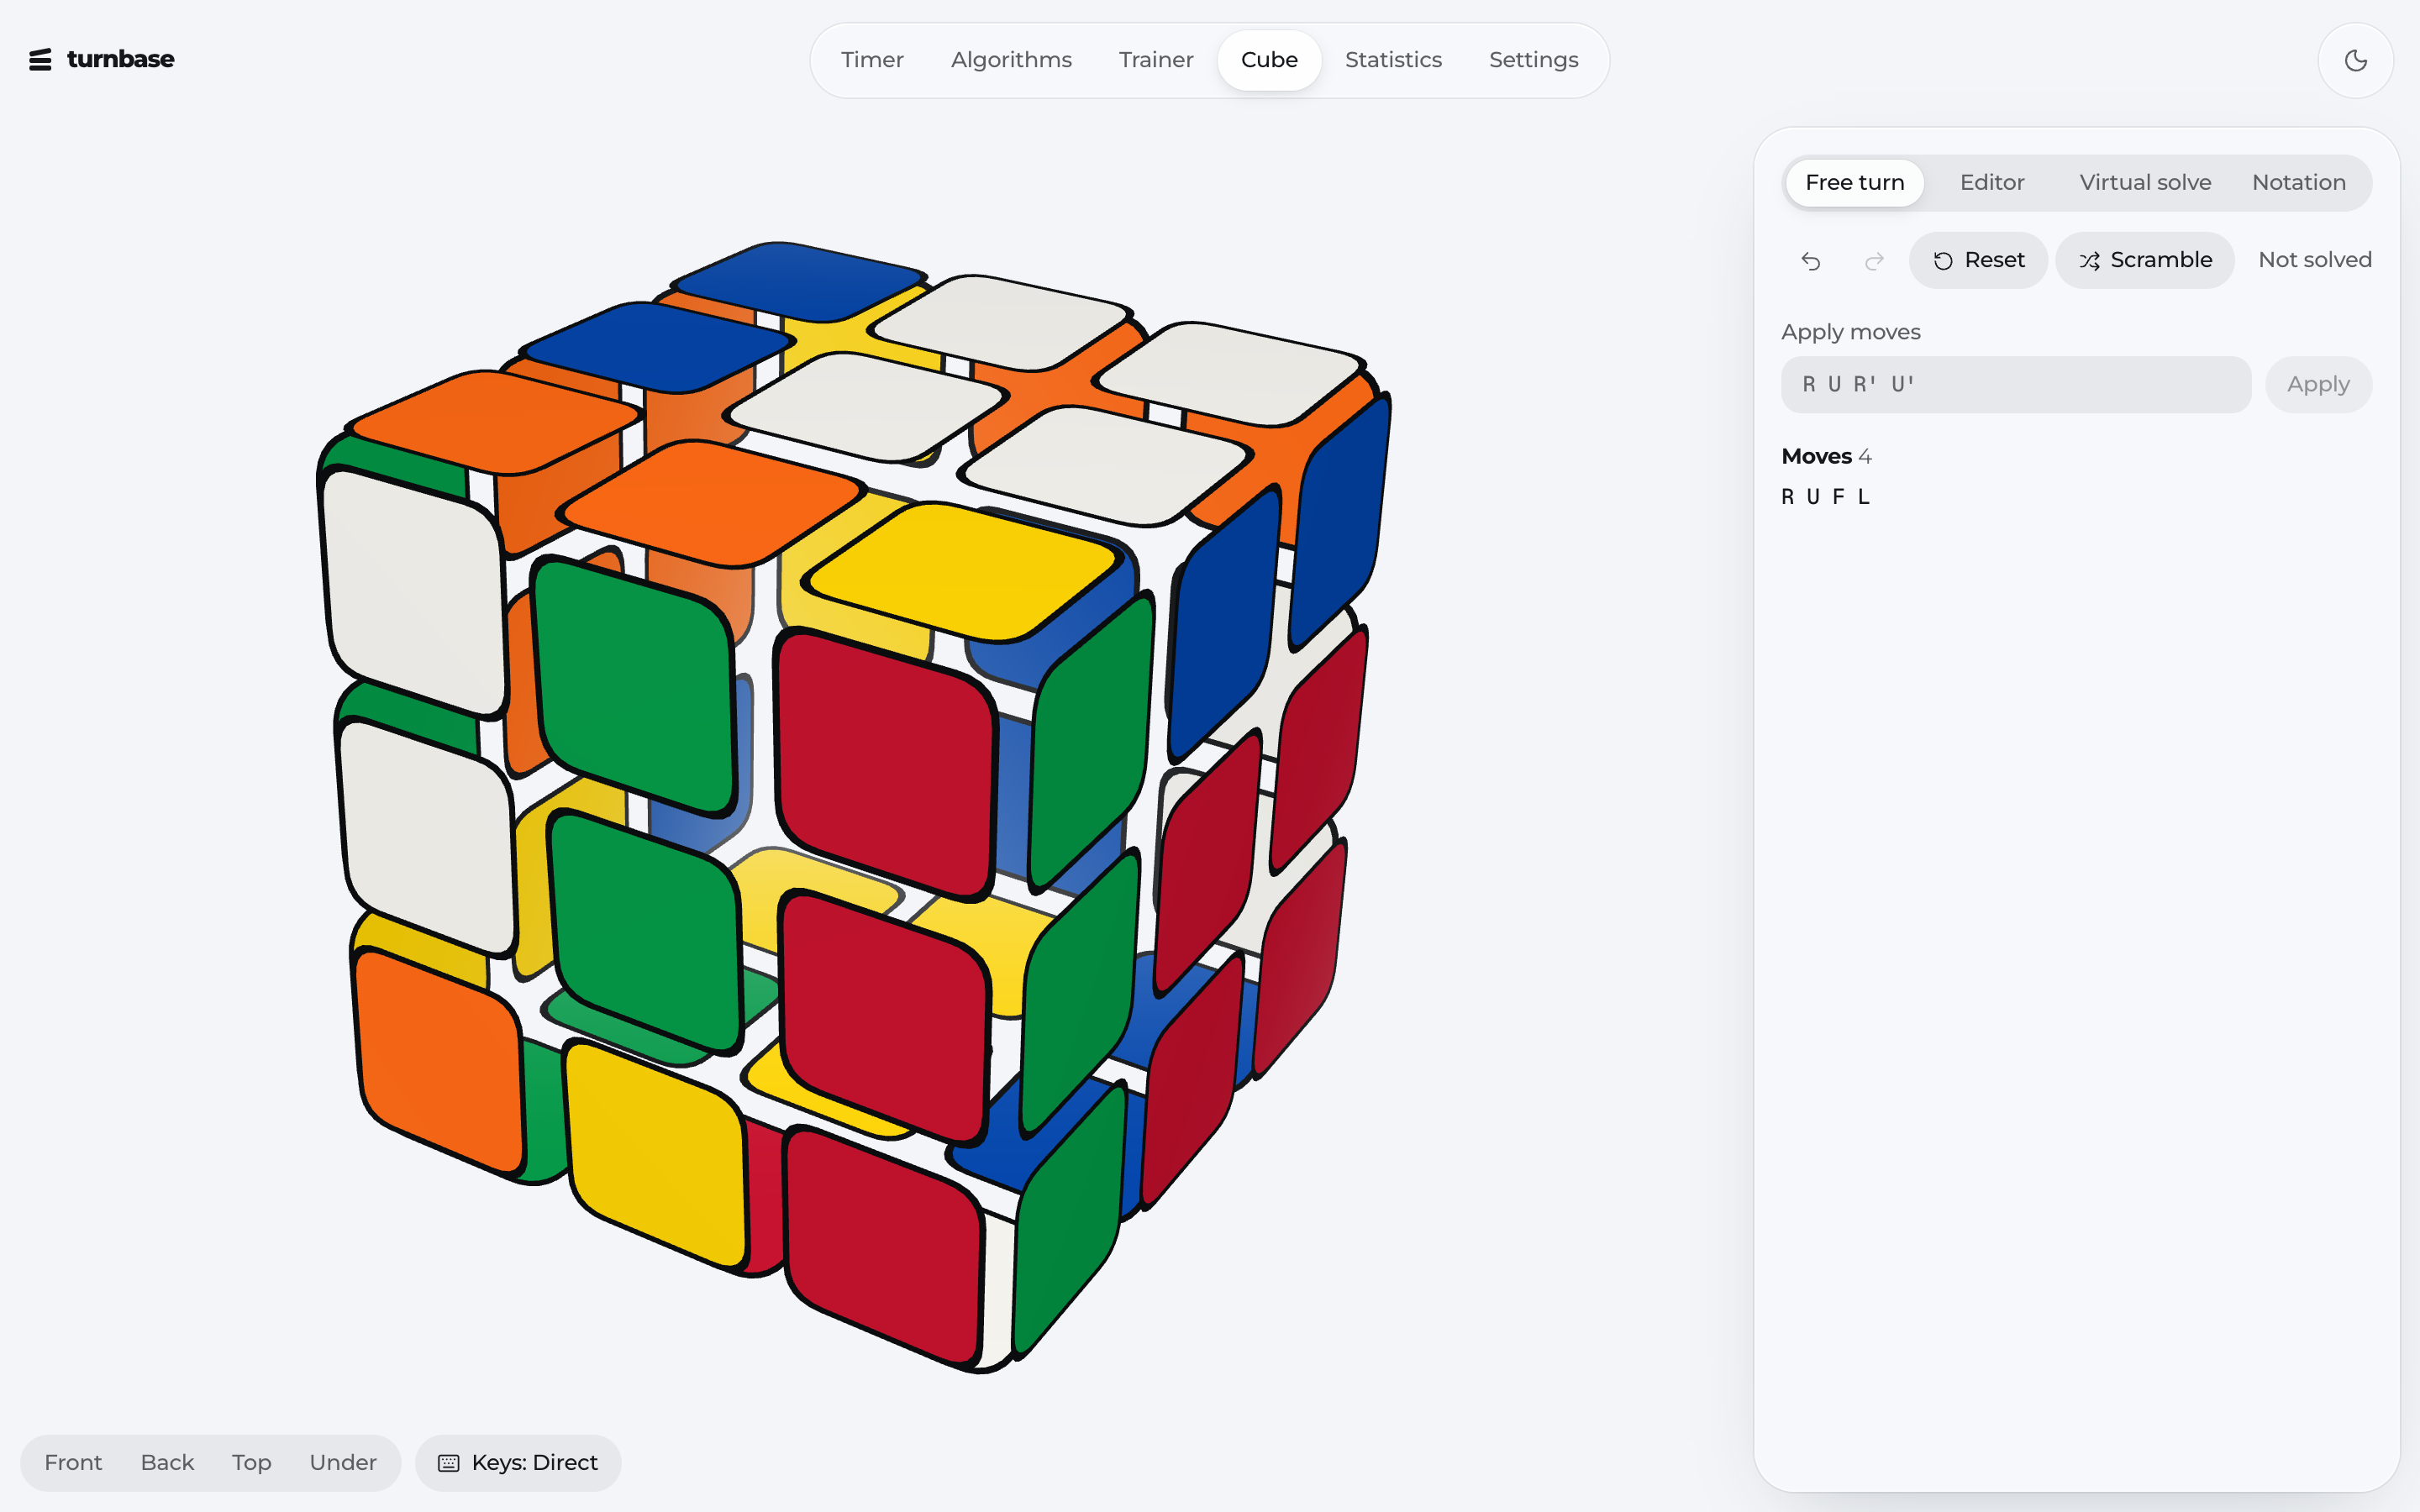 turnbase
Timer Algorithms Trainer Cube Statistics Settings
Free turn Editor Virtual solve Notation
Reset Scramble Not solved
Apply moves
R U R' U' Apply
Moves 4
R U F L
Front Back Top Under Keys: Direct